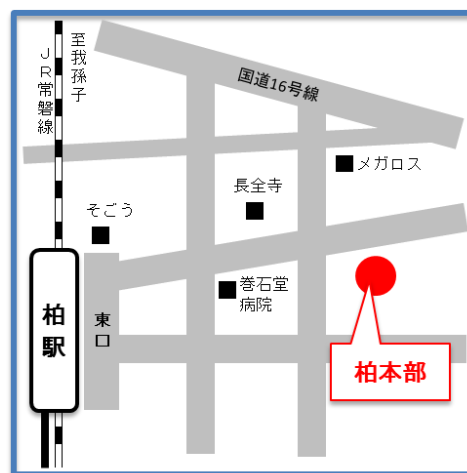 至我孫子
JR常磐線
国道16号線
メガロス
長全寺
そごう
巻石堂
病院
柏駅
東口
柏本部